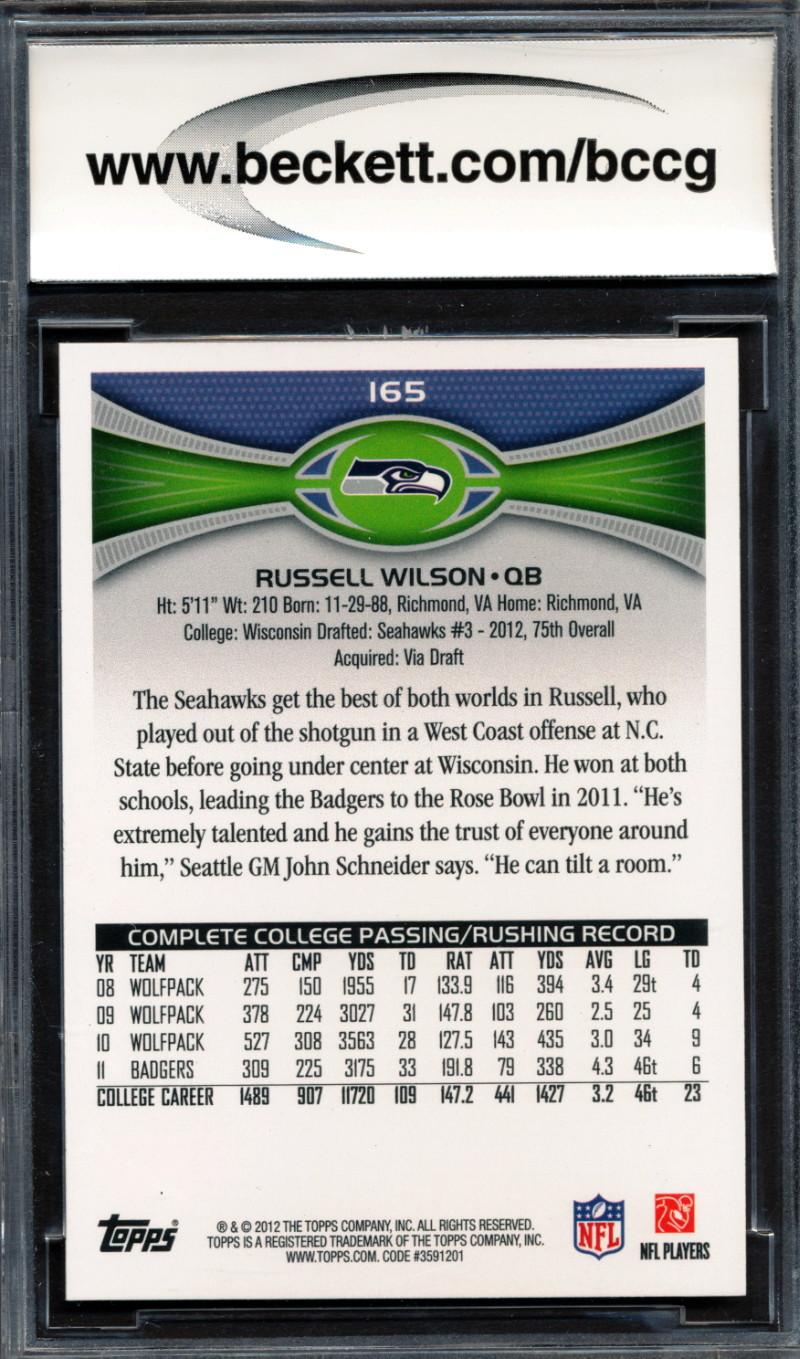 www.beckett.com/bccg
165
RUSSELL WILSON • QB
Ht: 5'11" Wt: 210 Born: 11-29-88, Richmond, VA Home: Richmond, VA
College: Wisconsin Drafted: Seahawks #3 - 2012, 75th Overall
Acquired: Via Draft
The Seahawks get the best of both worlds in Russell, who
played out of the shotgun in a West Coast offense at N.C.
State before going under center at Wisconsin. He won at both
schools, leading the Badgers to the Rose Bowl in 2011. “He’s
extremely talented and he gains the trust of everyone around
him,” Seattle GM John Schneider says. “He can tilt a room.”
COMPLETE COLLEGE PASSING/RUSHING RECORD
YR TEAM ATT CMP YDS TD RAT ATT YDS AVG LG TD
08 WOLFPACK 275 150 1955 17 133.9 116 394 3.4 29t 4
09 WOLFPACK 378 224 3027 31 147.8 103 260 2.5 25 4
10 WOLFPACK 527 308 3563 28 127.5 143 435 3.0 34 9
11 BADGERS 309 225 3175 33 191.8 79 338 4.3 46t 6
COLLEGE CAREER 1489 907 11720 109 147.2 441 1427 3.2 46t 23
Topps®
® & © 2012 THE TOPPS COMPANY, INC. ALL RIGHTS RESERVED.
TOPPS IS A REGISTERED TRADEMARK OF THE TOPPS COMPANY, INC.
WWW.TOPPS.COM. CODE #3591201
NFL
NFL PLAYERS